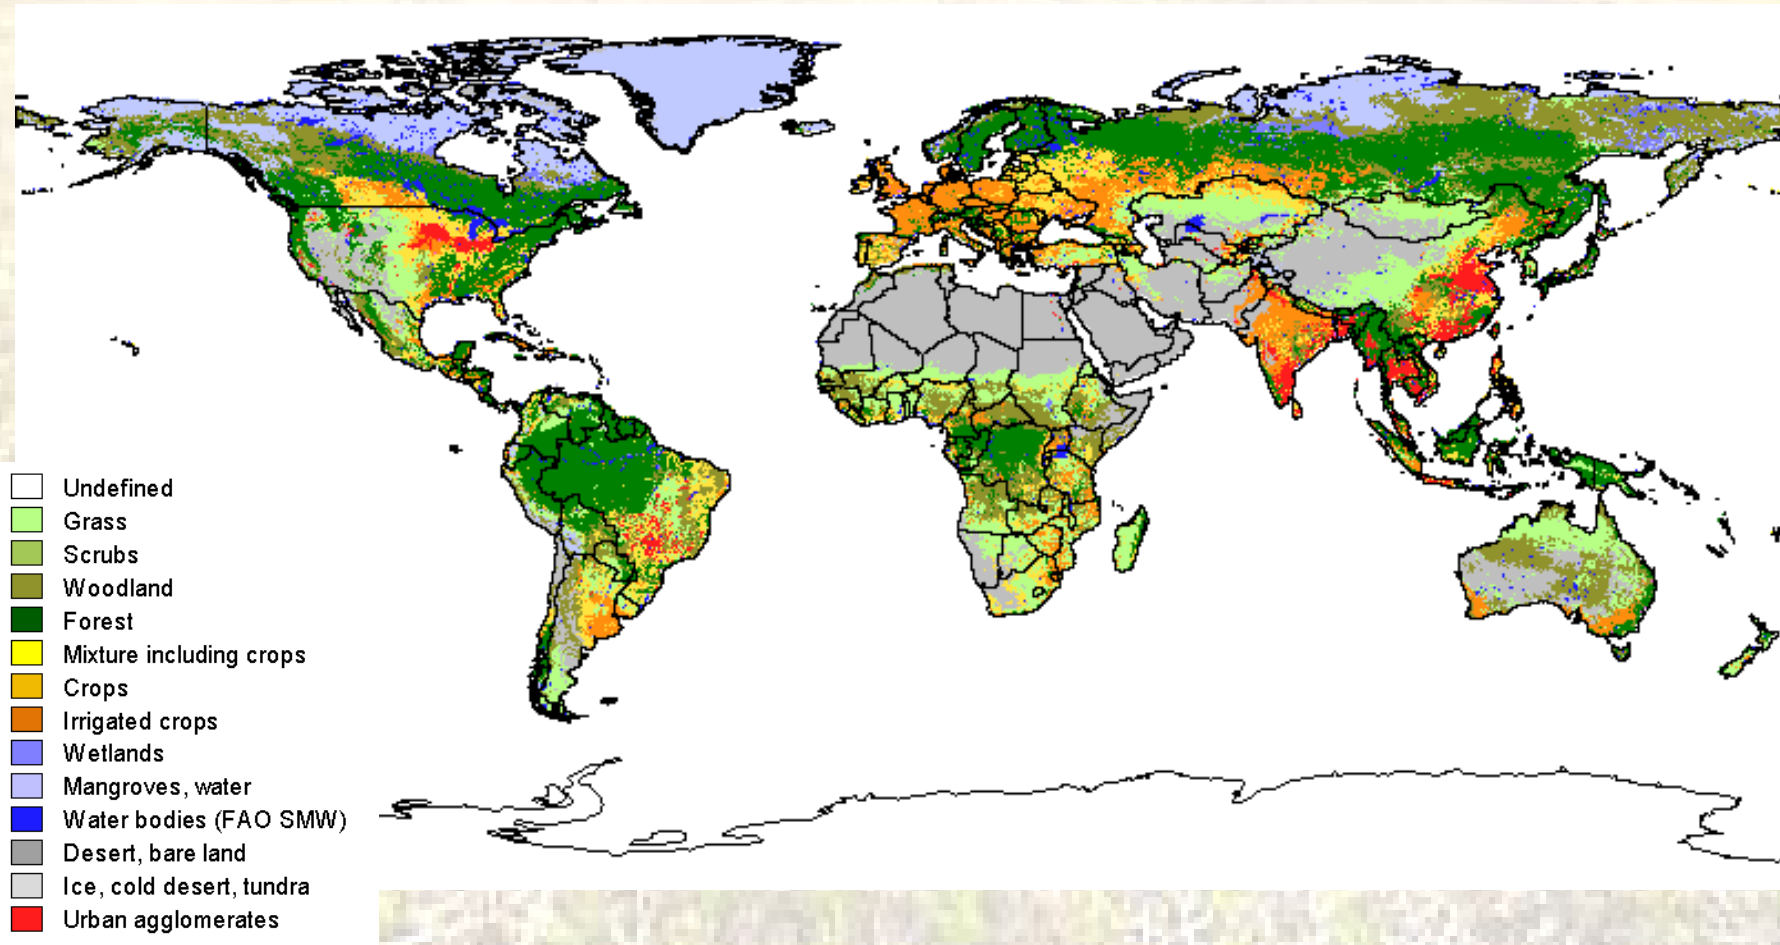 Undefined
Grass
Scrubs
Woodland
Forest
Mixture including crops
Crops
Irrigated crops
Wetlands
Mangroves, water
Water bodies (FAO SMW)
Desert, bare land
Ice, cold desert, tundra
Urban agglomerates